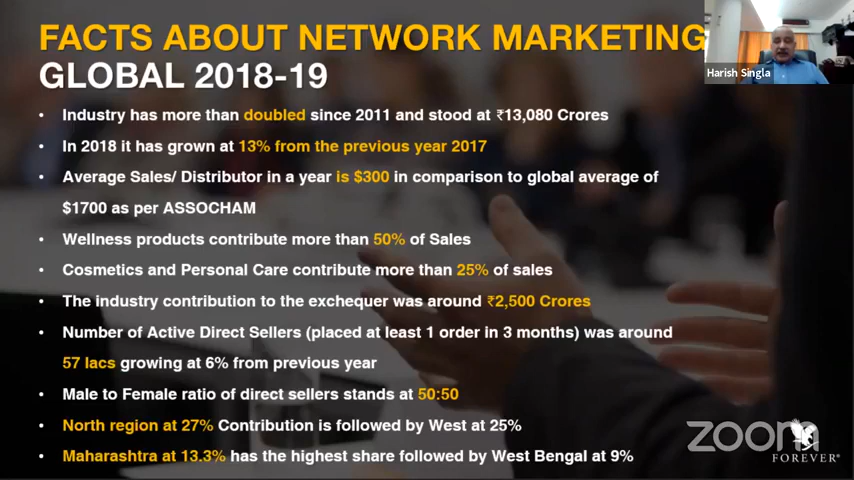 FACTS ABOUT NETWORK MARKETING
GLOBAL 2018-19
Harish Singla
• Industry has more than doubled since 2011 and stood at ₹13,080 Crores
• In 2018 it has grown at 13% from the previous year 2017
• Average Sales/ Distributor in a year is $300 in comparison to global average of
$1700 as per ASSOCHAM
• Wellness products contribute more than 50% of Sales
• Cosmetics and Personal Care contribute more than 25% of sales
• The industry contribution to the exchequer was around ₹2,500 Crores
• Number of Active Direct Sellers (placed at least 1 order in 3 months) was around
57 lacs growing at 6% from previous year
• Male to Female ratio of direct sellers stands at 50:50
• North region at 27% Contribution is followed by West at 25%
• Maharashtra at 13.3% has the highest share followed by West Bengal at 9%
zoom
FOREVER®